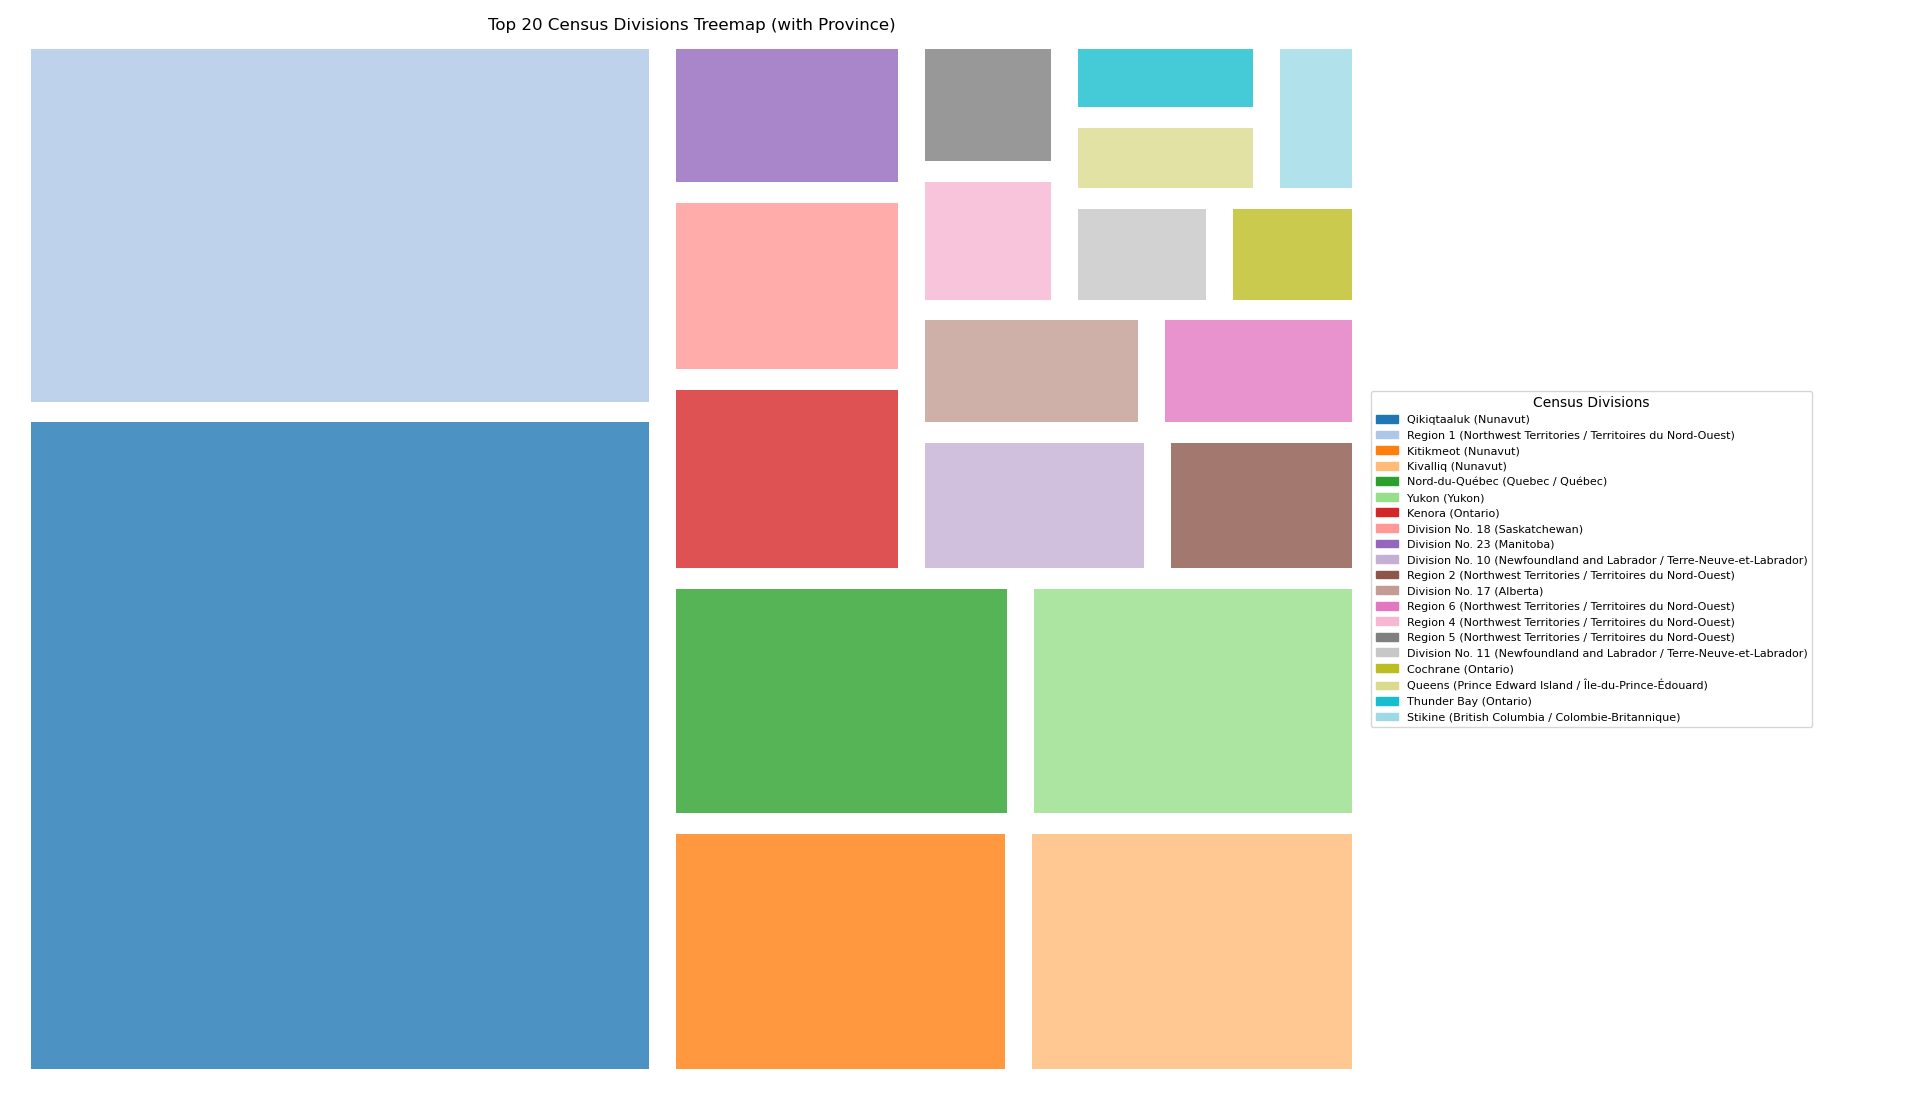 Top 20 Census Divisions Treemap (with Province)
Census Divisions
Qikiqtaaluk (Nunavut)
Region 1 (Northwest Territories / Territoires du Nord-Ouest)
Kitikmeot (Nunavut)
Kivalliq (Nunavut)
Nord-du-Québec (Quebec / Québec)
Yukon (Yukon)
Kenora (Ontario)
Division No. 18 (Saskatchewan)
Division No. 23 (Manitoba)
Division No. 10 (Newfoundland and Labrador / Terre-Neuve-et-Labrador)
Region 2 (Northwest Territories / Territoires du Nord-Ouest)
Division No. 17 (Alberta)
Region 6 (Northwest Territories / Territoires du Nord-Ouest)
Region 4 (Northwest Territories / Territoires du Nord-Ouest)
Region 5 (Northwest Territories / Territoires du Nord-Ouest)
Division No. 11 (Newfoundland and Labrador / Terre-Neuve-et-Labrador)
Cochrane (Ontario)
Queens (Prince Edward Island / Île-du-Prince-Édouard)
Thunder Bay (Ontario)
Stikine (British Columbia / Colombie-Britannique)